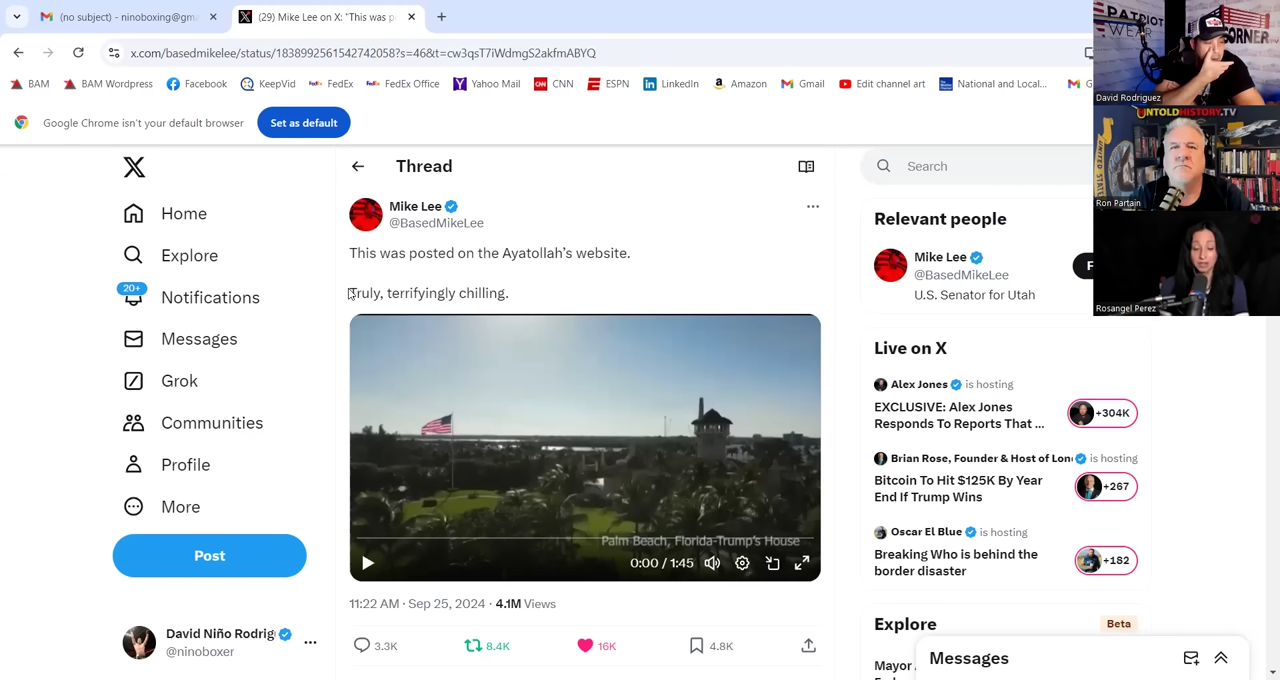 (no subject) - ninoboxing@gma
(29) Mike Lee on X: "This was p
x.com/basedmikelee/status/1838992561542742058?s=46&t=cw3qsT7IWdmgS2akfmABYQ
BAM
BAM Wordpress
Facebook
KeepVid
FedEx
FedEx Office
Yahoo Mail
CNN
ESPN
LinkedIn
Amazon
Gmail
Edit channel art
National and Local...
G
Google Chrome isn't your default browser
Set as default
PATRIOT
WEAR
CORNER
David Rodriguez
UNTOLDHISTORY.TV
Ron Partain
Rosangel Perez
Home
Explore
20+
Notifications
Messages
Grok
Communities
Profile
More
Post
David Niño Rodrig
@ninoboxer
Thread
Mike Lee
@BasedMikeLee
This was posted on the Ayatollah's website.
Truly, terrifyingly chilling.
Palm Beach, Florida-Trump's House
0:00 / 1:45
11:22 AM · Sep 25, 2024 · 4.1M Views
3.3K
8.4K
16K
4.8K
Search
Relevant people
Mike Lee
@BasedMikeLee
F
U.S. Senator for Utah
Live on X
Alex Jones is hosting
EXCLUSIVE: Alex Jones
Responds To Reports That ...
+304K
Brian Rose, Founder & Host of Lon is hosting
Bitcoin To Hit $125K By Year
End If Trump Wins
+267
Oscar El Blue is hosting
Breaking Who is behind the
border disaster
+182
Explore
Beta
Mayor
Messages